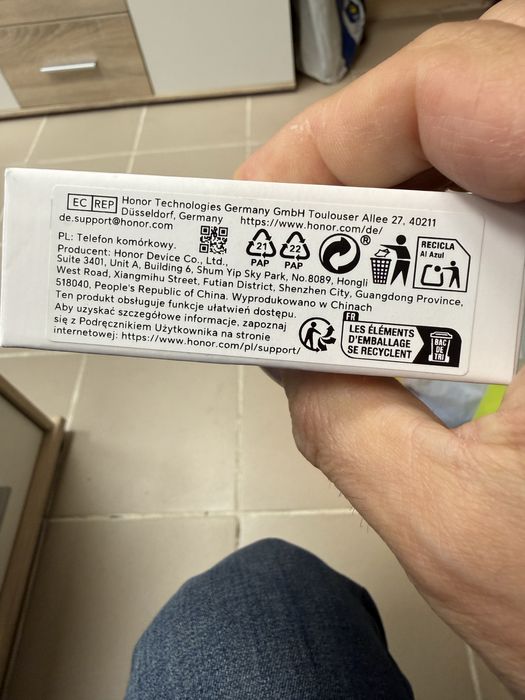 EC REP Honor Technologies Germany GmbH Toulouser Allee 27, 40211
Düsseldorf, Germany https://www.honor.com/de/
de.support@honor.com
PL: Telefon komórkowy.
Producent: Honor Device Co., Ltd.
Suite 3401, Unit A, Building 6, Shum Yip Sky Park, No.8089, Hongli
West Road, Xiangmihu Street, Futian District, Shenzhen City, Guangdong Province,
518040, People's Republic of China. Wyprodukowano w Chinach
Ten produkt obsługuje funkcje ułatwień dostępu.
Aby uzyskać szczegółowe informacje, zapoznaj
się z Podręcznikiem Użytkownika na stronie
internetowej: https://www.honor.com/pl/support/
21
PAP
22
PAP
®
RECICLA
Al Azul
FR
LES ÉLÉMENTS
D'EMBALLAGE
SE RECYCLENT
BAC
DE
TRI